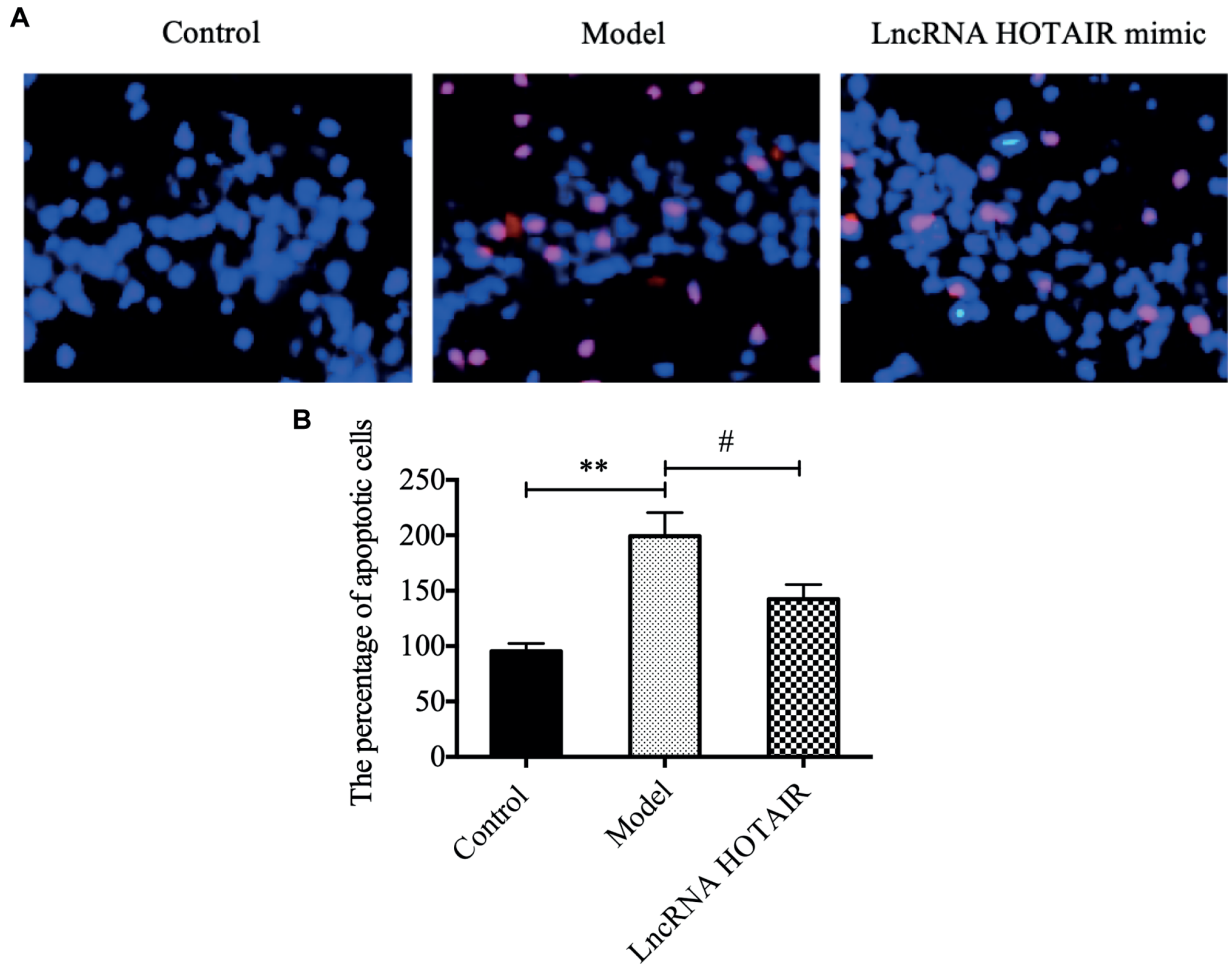 A
Control
Model
LncRNA HOTAIR mimic
B
The percentage of apoptotic cells
250
200
150
100
50
0
**
#
Control
Model
LncRNA HOTAIR